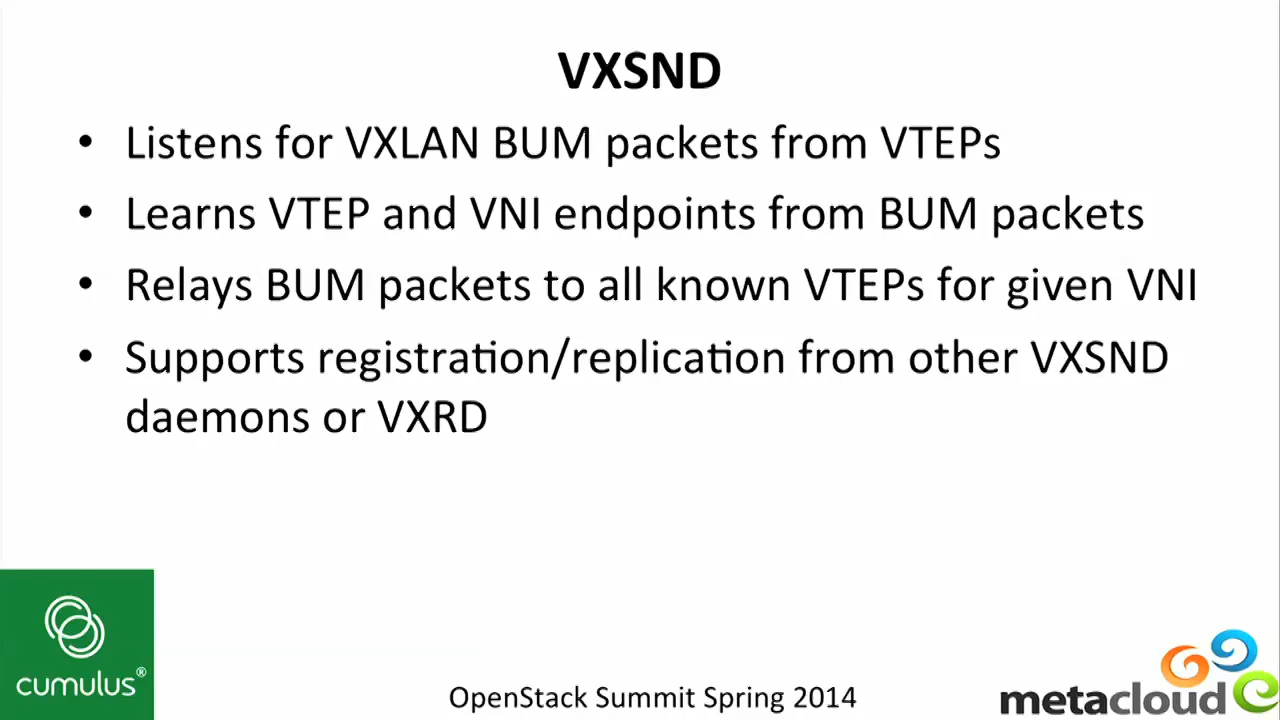 VXSND
• Listens for VXLAN BUM packets from VTEPs
• Learns VTEP and VNI endpoints from BUM packets
• Relays BUM packets to all known VTEPs for given VNI
• Supports registration/replication from other VXSND
daemons or VXRD
cumulus®
OpenStack Summit Spring 2014
metacloud